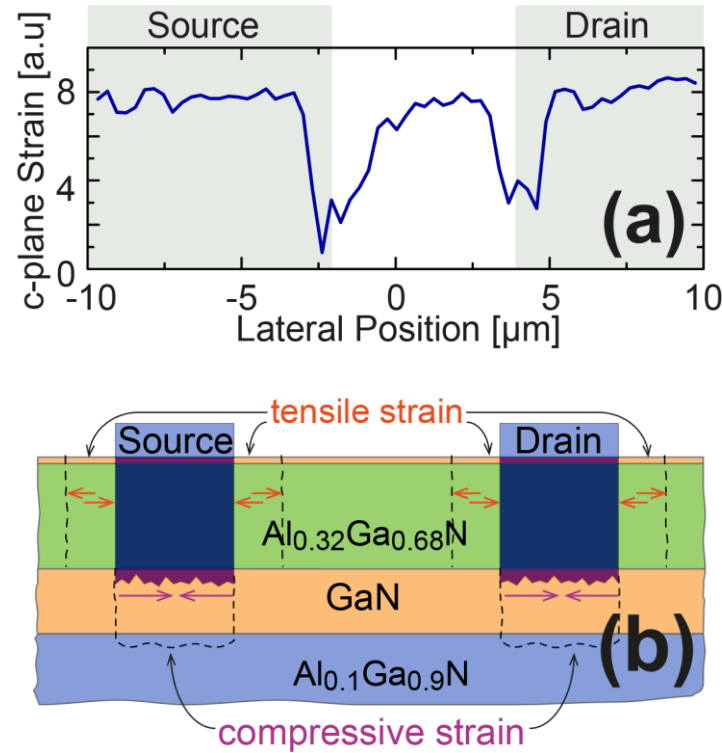 Source
Drain
c-plane Strain [a.u]
8
4
0
-10
-5
0
5
10
Lateral Position [µm]
(a)
tensile strain
Source
Drain
Al0.32Ga0.68N
GaN
Al0.1Ga0.9N
(b)
compressive strain